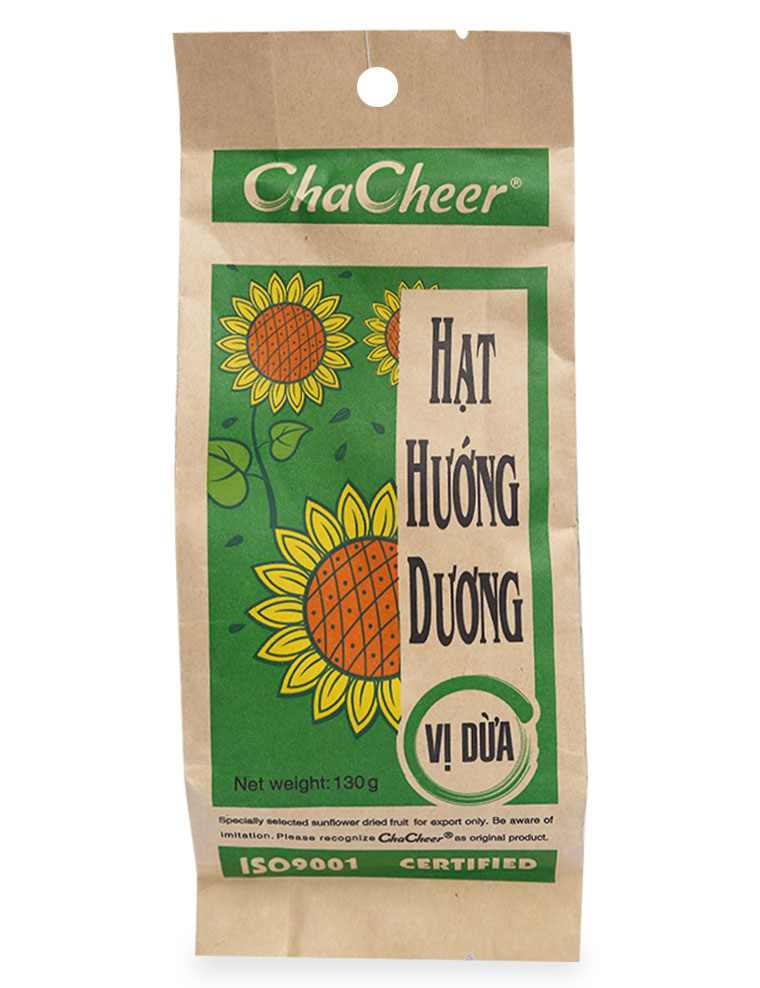 ChaCheer®
HẠT
HƯỚNG
DƯƠNG
VỊ DỪA
Net weight: 130 g
Specially selected sunflower dried fruit for export only. Be aware of
imitation. Please recognize ChaCheer® as original product.
ISO9001 CERTIFIED